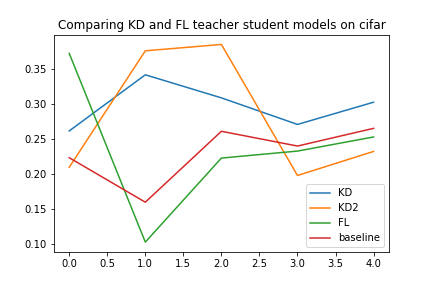 Comparing KD and FL teacher student models on cifar
0.35
0.30
0.25
0.20
0.15
0.10
KD
KD2
FL
baseline
0.0 0.5 1.0 1.5 2.0 2.5 3.0 3.5 4.0